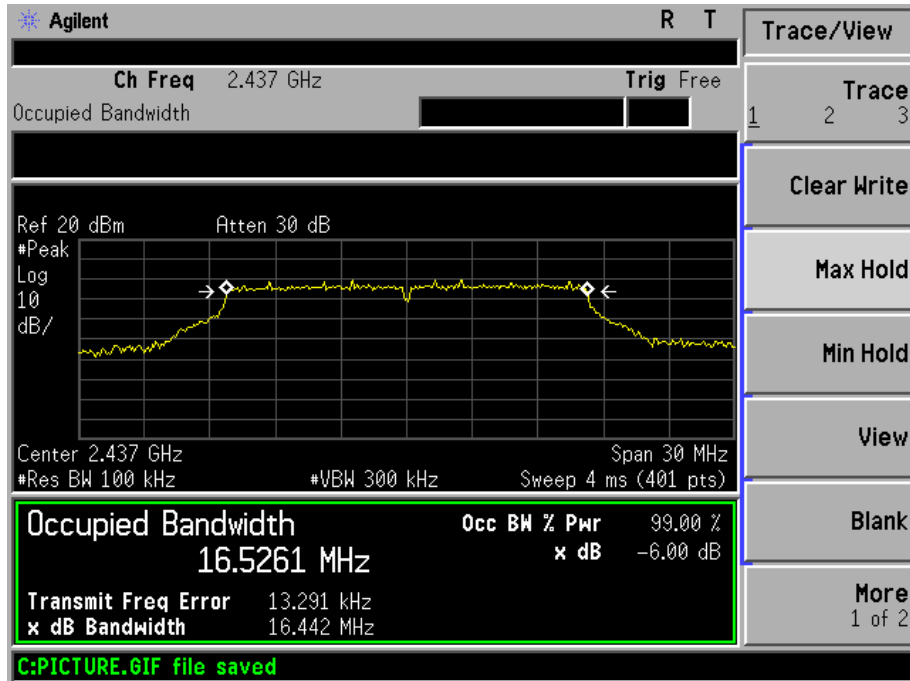 Agilent R T
Trace/View
Ch Freq 2.437 GHz Trig Free
Occupied Bandwidth
Trace
1 2 3
Clear Write
Max Hold
Min Hold
View
Blank
More
1 of 2
Ref 20 dBm Atten 30 dB
#Peak
Log
10
dB/
Center 2.437 GHz Span 30 MHz
#Res BW 100 kHz #VBW 300 kHz Sweep 4 ms (401 pts)
Occupied Bandwidth
16.5261 MHz
Occ BW % Pwr 99.00 %
x dB -6.00 dB
Transmit Freq Error 13.291 kHz
x dB Bandwidth 16.442 MHz
C:PICTURE.GIF file saved